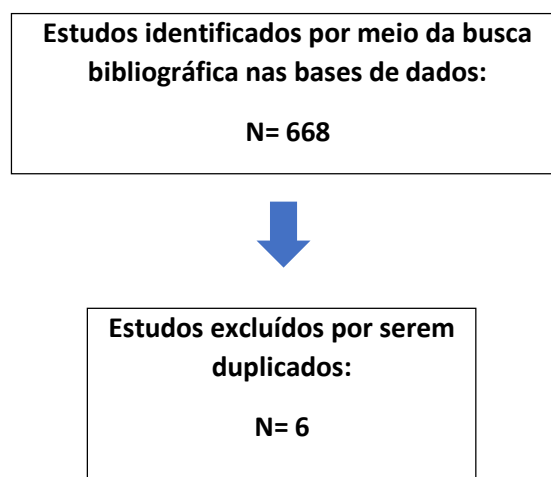 Estudos identificados por meio da busca
bibliográfica nas bases de dados:
N= 668
Estudos excluídos por serem
duplicados:
N= 6